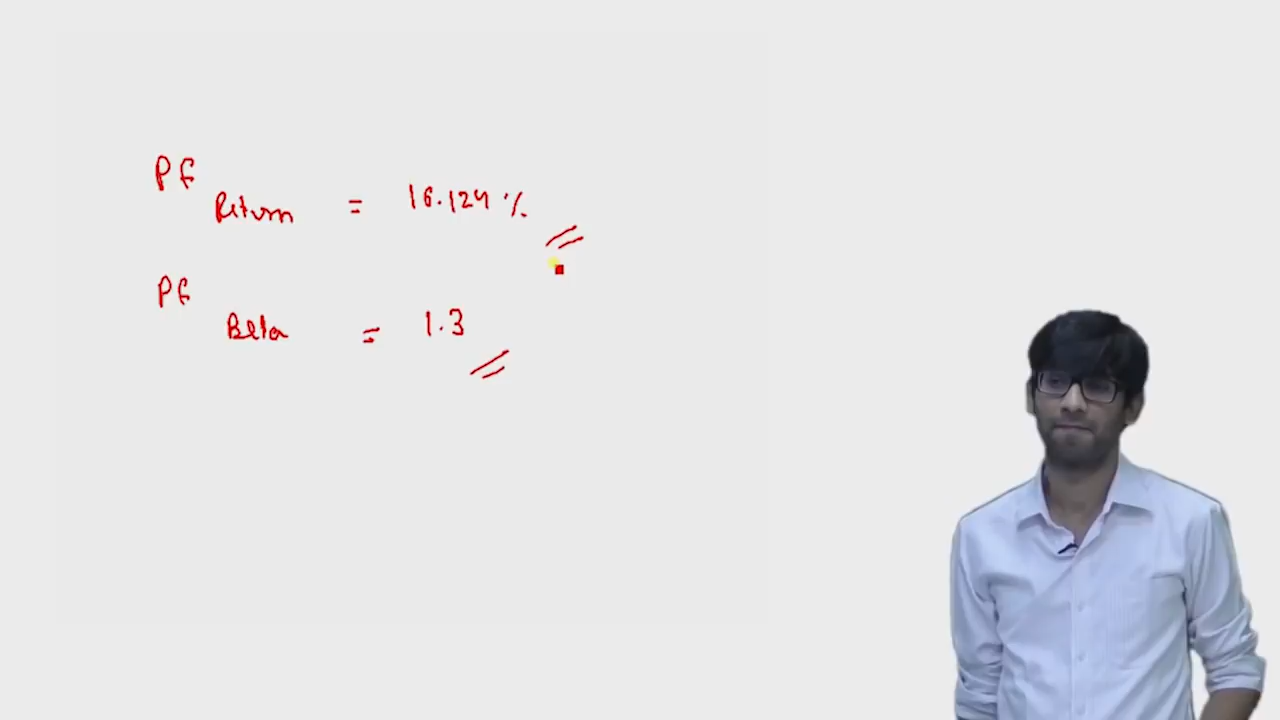 Pf Return = 16.124 %
Pf Beta = 1.3